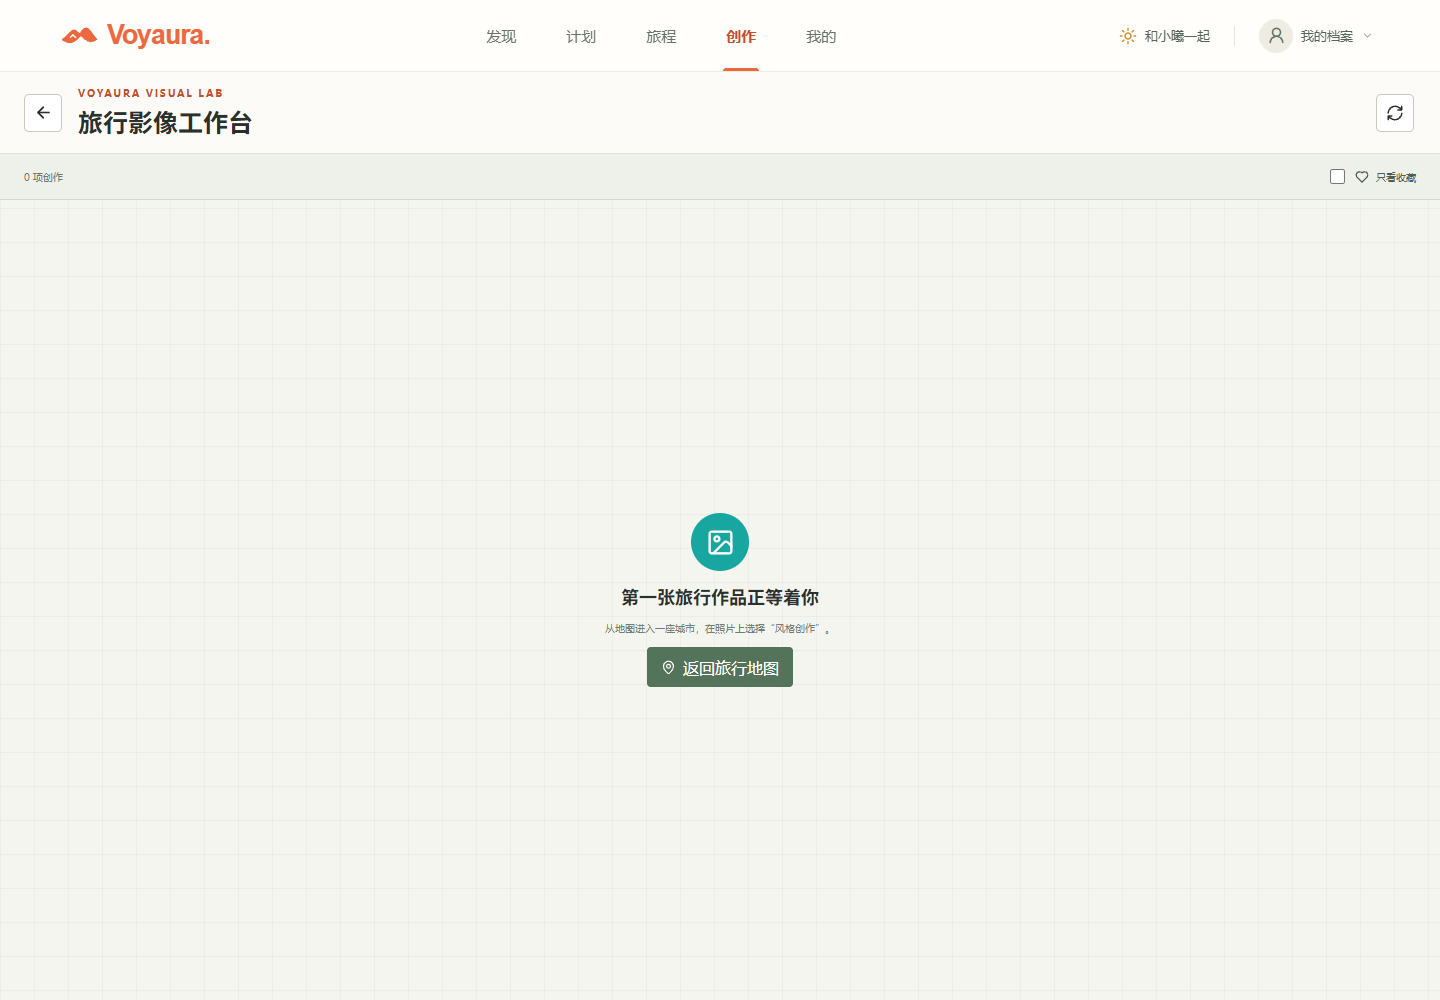 Voyaura.
发现
计划
旅程
创作
我的
和小曦一起
我的档案
VOYAURA VISUAL LAB
旅行影像工作台
0 项创作
只看收藏
第一张旅行作品正等着你
从地图进入一座城市，在照片上选择“风格创作”。
返回旅行地图